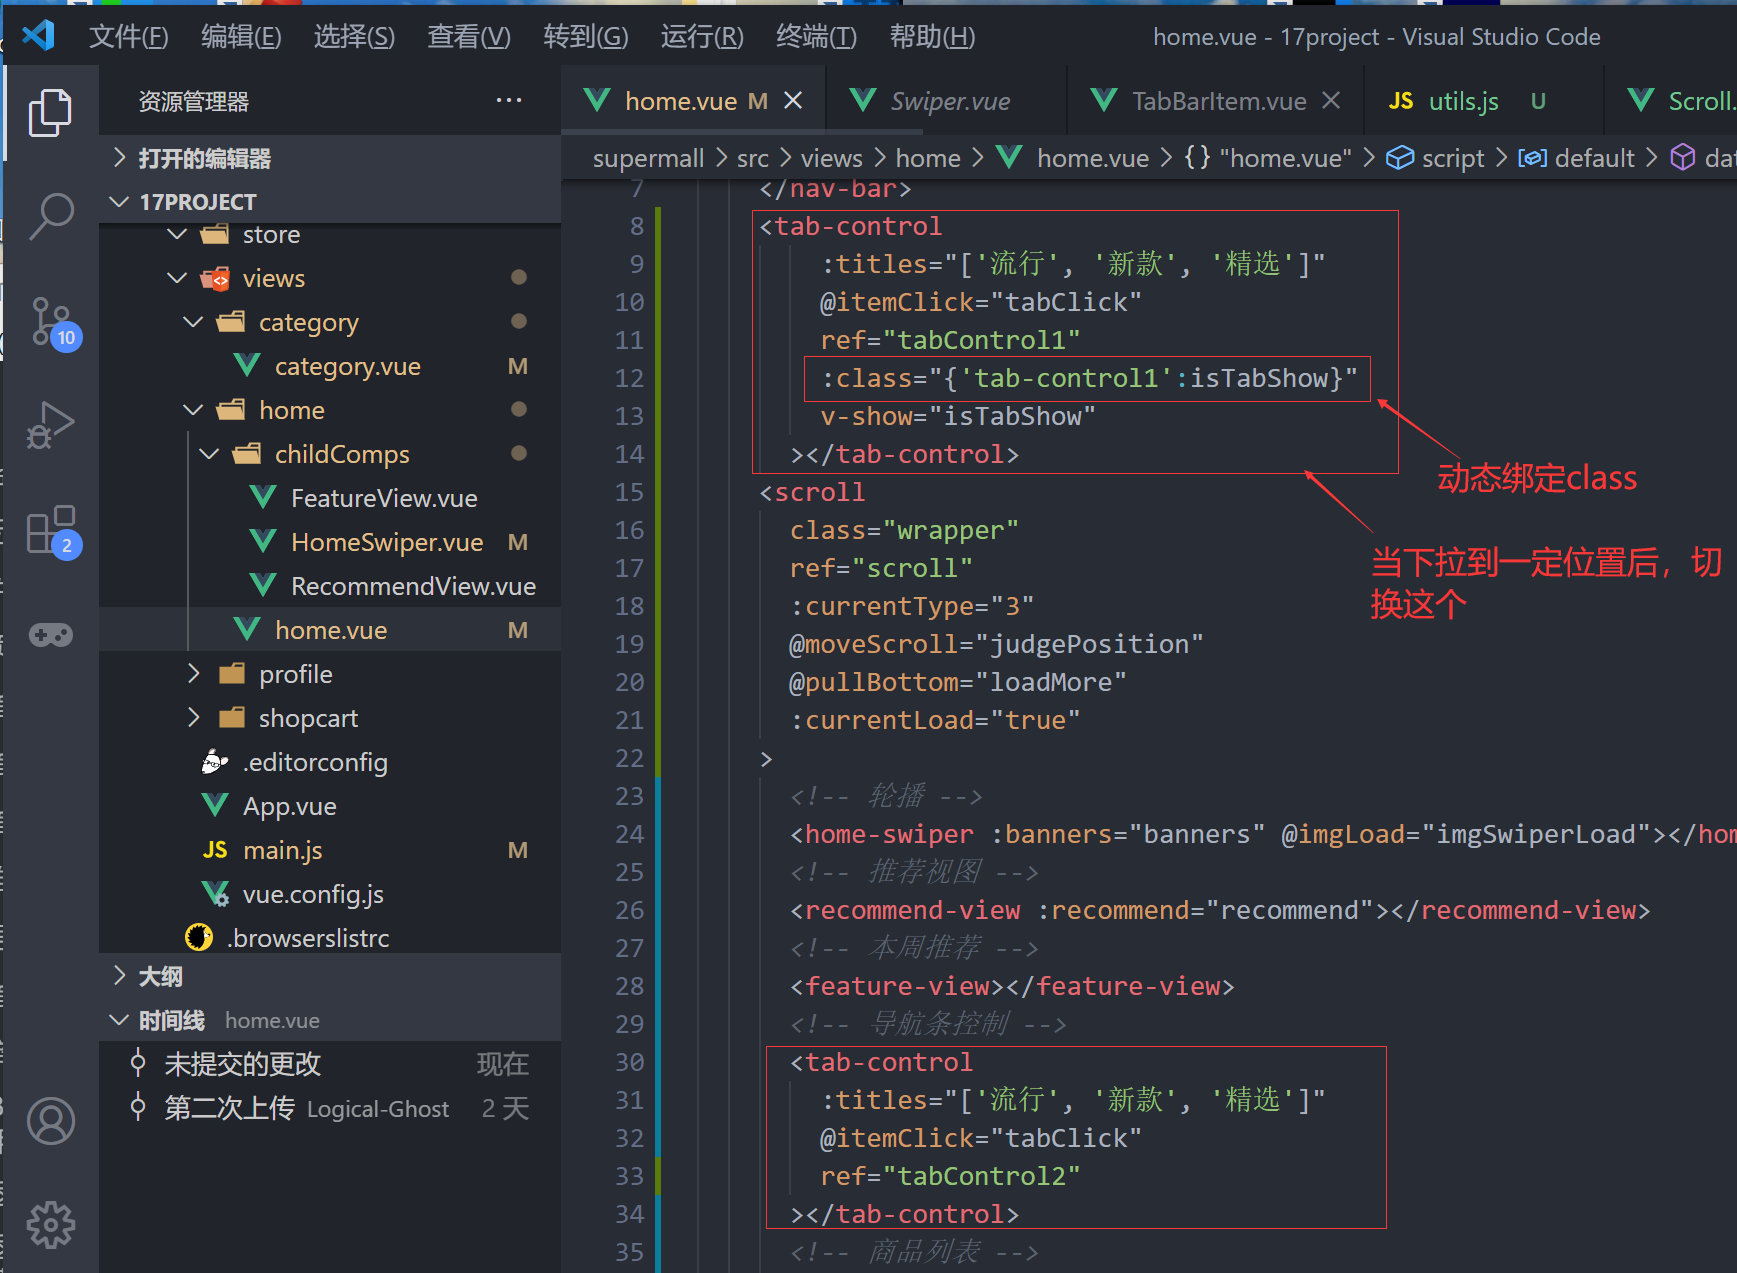 文件(F) 编辑(E) 选择(S) 查看(V) 转到(G) 运行(R) 终端(T) 帮助(H) home.vue - 17project - Visual Studio Code
资源管理器 ···
home.vue M Swiper.vue TabBarItem.vue JS utils.js U Scroll.
supermall > src > views > home > home.vue > {} "home.vue" > script > default >
打开的编辑器
17PROJECT
store
views
category
category.vue M
home
childComps
FeatureView.vue
HomeSwiper.vue M
RecommendView.vue
home.vue M
profile
shopcart
.editorconfig
App.vue
JS main.js M
vue.config.js
.browserslistrc
大纲
时间线 home.vue
未提交的更改 现在
第二次上传 Logical-Ghost 2 天
10
2
7 </nav-bar>
8 <tab-control
9 :titles="['流行', '新款', '精选']"
10 @itemClick="tabClick"
11 ref="tabControl1"
12 :class="{'tab-control1':isTabShow}"
13 v-show="isTabShow"
14 ></tab-control>
15 <scroll
16 class="wrapper"
17 ref="scroll"
18 :currentType="3"
19 @moveScroll="judgePosition"
20 @pullBottom="loadMore"
21 :currentLoad="true"
22 >
23 <!-- 轮播 -->
24 <home-swiper :banners="banners" @imgLoad="imgSwiperLoad"></hom
25 <!-- 推荐视图 -->
26 <recommend-view :recommend="recommend"></recommend-view>
27 <!-- 本周推荐 -->
28 <feature-view></feature-view>
29 <!-- 导航条控制 -->
30 <tab-control
31 :titles="['流行', '新款', '精选']"
32 @itemClick="tabClick"
33 ref="tabControl2"
34 ></tab-control>
35 <!-- 商品列表 -->
动态绑定class
当下拉到一定位置后，切
换这个